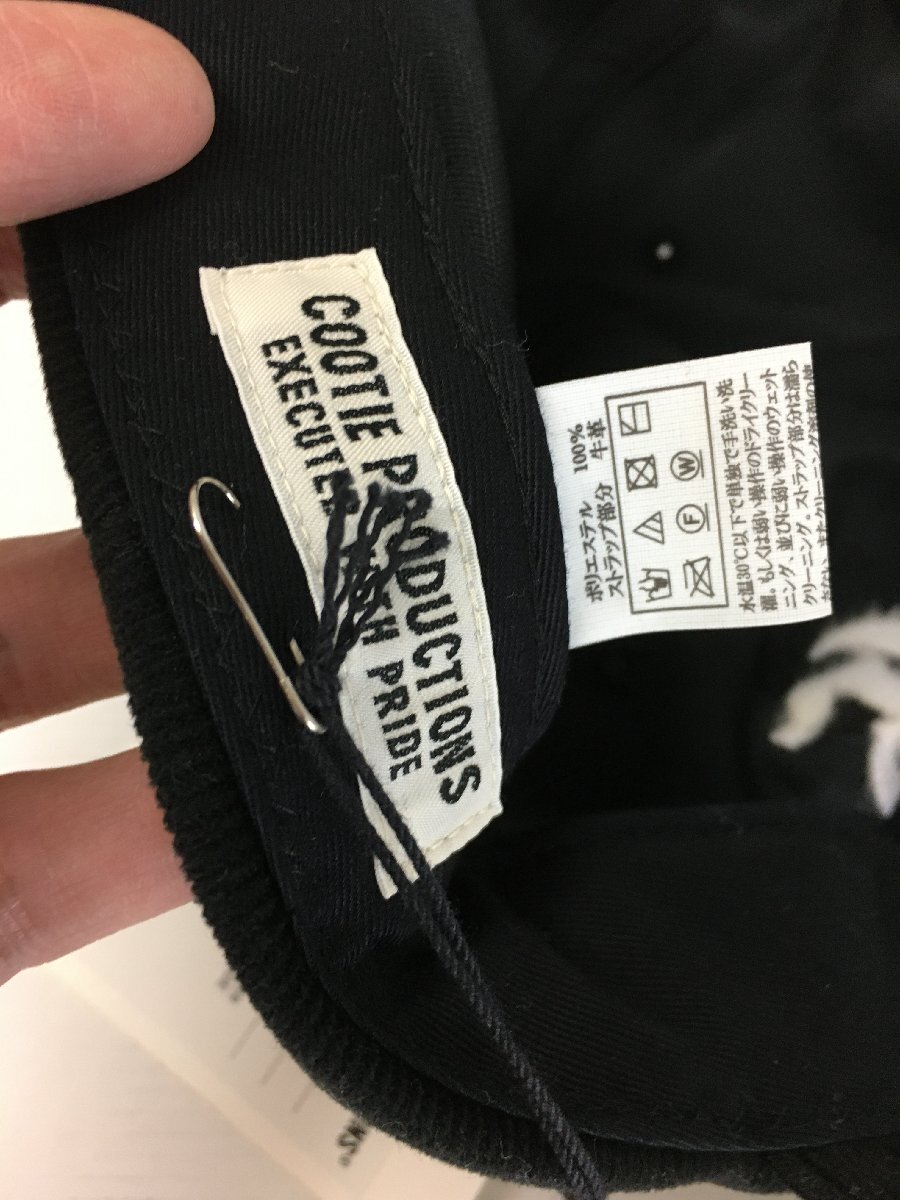 COOTIE PRODUCTIONS
EXECUTED WITH PRIDE
ポリエステル 100%
ストラップ部分 牛革
F W
水温30℃以下で単独で手洗い洗
濯。もしくは弱い操作のドライクリー
ニング、並びに弱い操作のウェット
クリーニング。ストラップ部分は濡ら